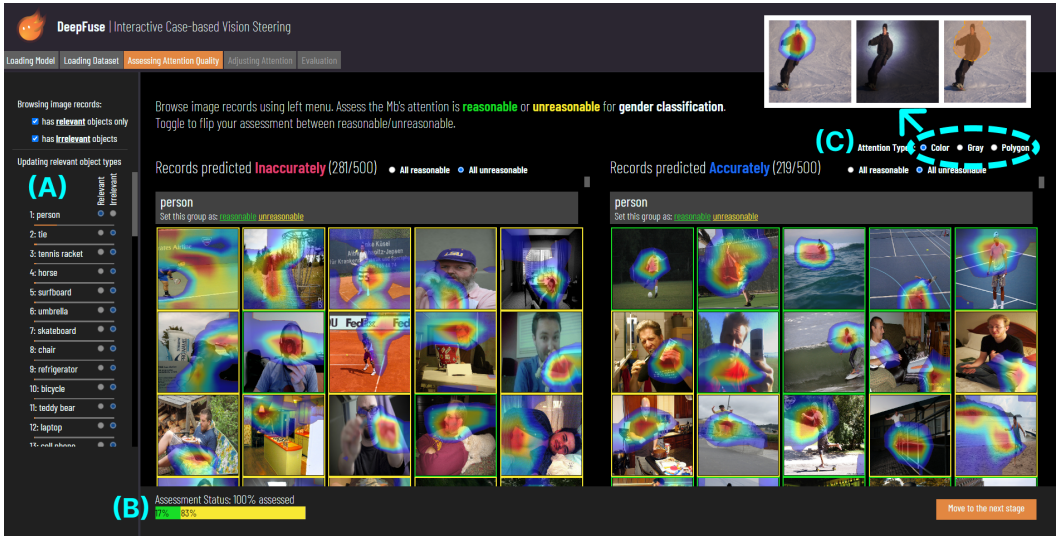 DeepFuse | Interactive Case-based Vision Steering
Loading Model
Loading Dataset
Assessing Attention Quality
Adjusting Attention
Evaluation
Browsing image records:
has relevant objects only
has Irrelevant objects
Updating relevant object types
(A)
Relevant
Irrelevant
1: person
2: tie
3: tennis racket
4: horse
5: surfboard
6: umbrella
7: skateboard
8: chair
9: refrigerator
10: bicycle
11: teddy bear
12: laptop
13: cell phone
Browse image records using left menu. Assess the Mb's attention is reasonable or unreasonable for gender classification.
Toggle to flip your assessment between reasonable/unreasonable.
(C)
Attention Type:
Color
Gray
Polygon
Records predicted Inaccurately (281/500)
All reasonable
All unreasonable
person
Set this group as: reasonable unreasonable
Records predicted Accurately (219/500)
All reasonable
All unreasonable
person
Set this group as: reasonable unreasonable
(B)
Assessment Status: 100% assessed
17%
83%
Move to the next stage